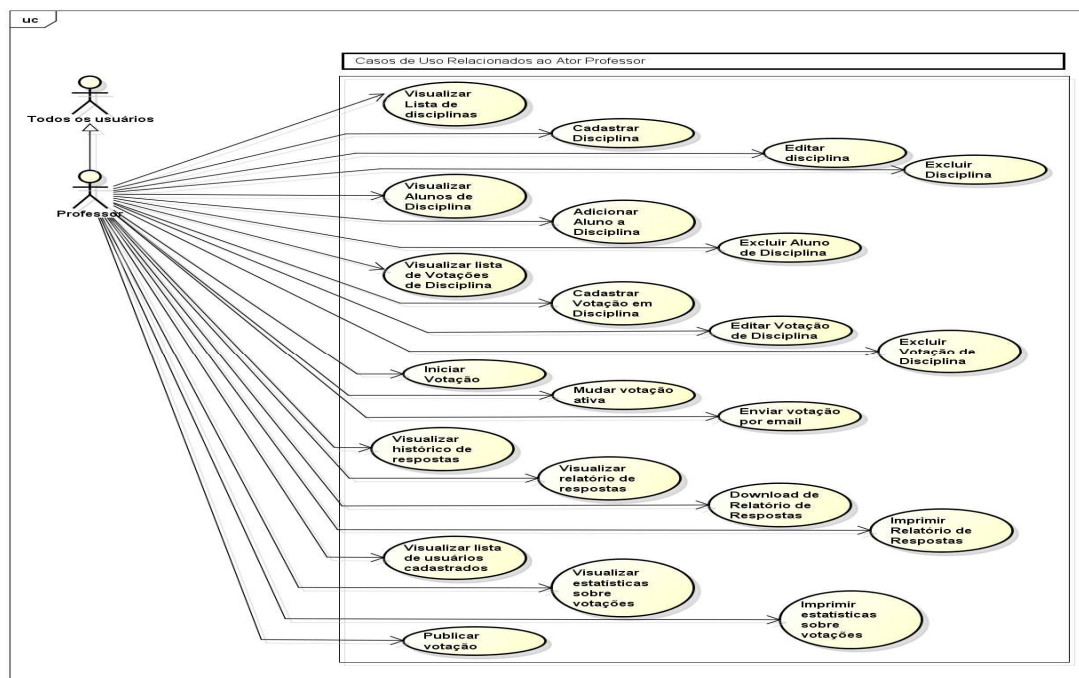 uc
Casos de Uso Relacionados ao Ator Professor
Todos os usuários
Professor
Visualizar
Lista de
disciplinas
Cadastrar
Disciplina
Editar
disciplina
Excluir
Disciplina
Visualizar
Alunos de
Disciplina
Adicionar
Aluno a
Disciplina
Excluir Aluno
de Disciplina
Visualizar lista
de Votações
de Disciplina
Cadastrar
Votação em
Disciplina
Editar Votação
de Disciplina
Excluir
Votação de
Disciplina
Iniciar
Votação
Mudar votação
ativa
Enviar votação
por email
Visualizar
histórico de
respostas
Visualizar
relatório de
respostas
Download de
Relatório de
Respostas
Imprimir
Relatório de
Respostas
Visualizar lista
de usuários
cadastrados
Visualizar
estatísticas
sobre
votações
Imprimir
estatísticas
sobre
votações
Publicar
votação